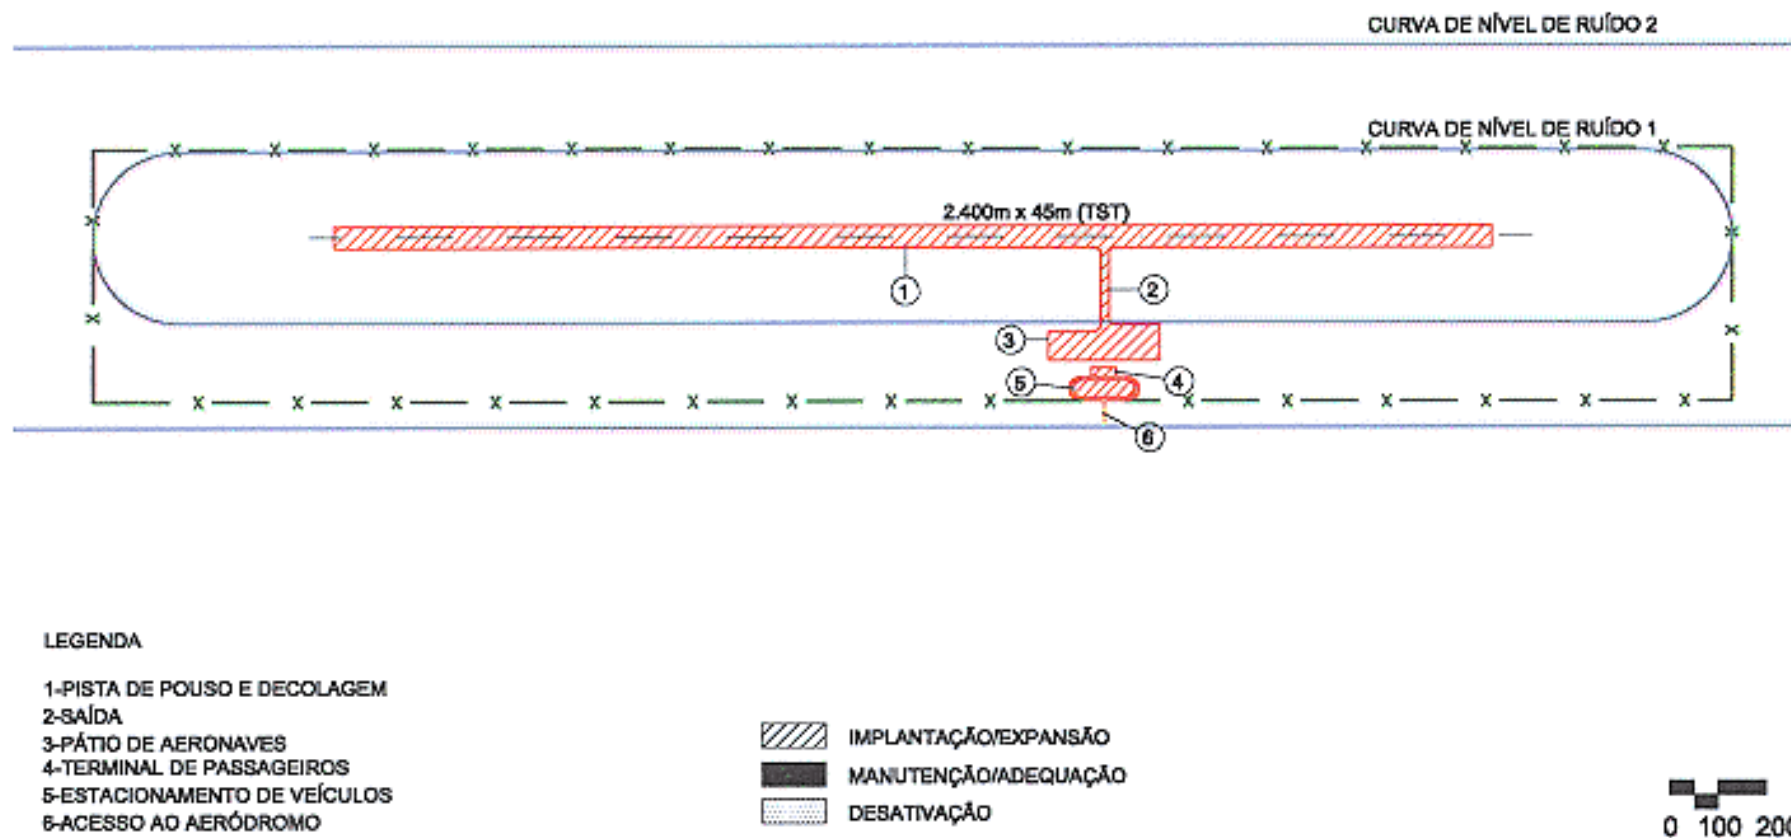 CURVA DE NÍVEL DE RUÍDO 2
CURVA DE NÍVEL DE RUÍDO 1
2.400m x 45m (TST)
1
2
3
4
5
6
LEGENDA
1-PISTA DE POUSO E DECOLAGEM
2-SAÍDA
3-PÁTIO DE AERONAVES
4-TERMINAL DE PASSAGEIROS
5-ESTACIONAMENTO DE VEÍCULOS
6-ACESSO AO AERÓDROMO
IMPLANTAÇÃO/EXPANSÃO
MANUTENÇÃO/ADEQUAÇÃO
DESATIVAÇÃO
0 100 200